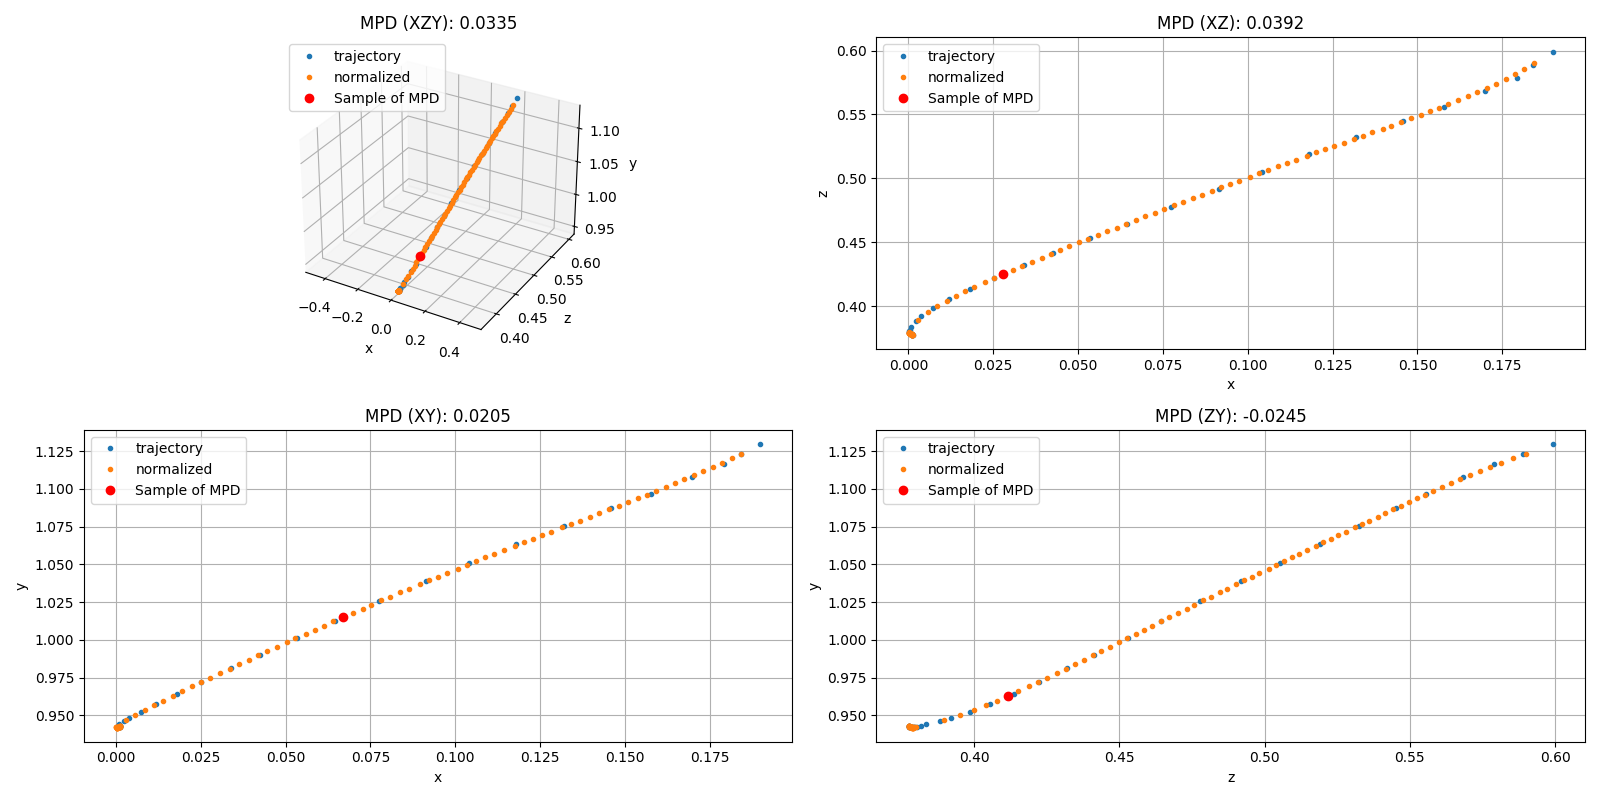 MPD (XZY): 0.0335
trajectory
normalized
Sample of MPD
1.10
1.05
1.00
0.95
y
0.60
0.55
0.50
0.45
0.40
z
−0.4
−0.2
0.0
0.2
0.4
x
MPD (XZ): 0.0392
trajectory
normalized
Sample of MPD
0.60
0.55
0.50
0.45
0.40
z
0.000 0.025 0.050 0.075 0.100 0.125 0.150 0.175
x
MPD (XY): 0.0205
trajectory
normalized
Sample of MPD
1.125
1.100
1.075
1.050
1.025
1.000
0.975
0.950
y
0.000 0.025 0.050 0.075 0.100 0.125 0.150 0.175
x
MPD (ZY): -0.0245
trajectory
normalized
Sample of MPD
1.125
1.100
1.075
1.050
1.025
1.000
0.975
0.950
y
0.40 0.45 0.50 0.55 0.60
z